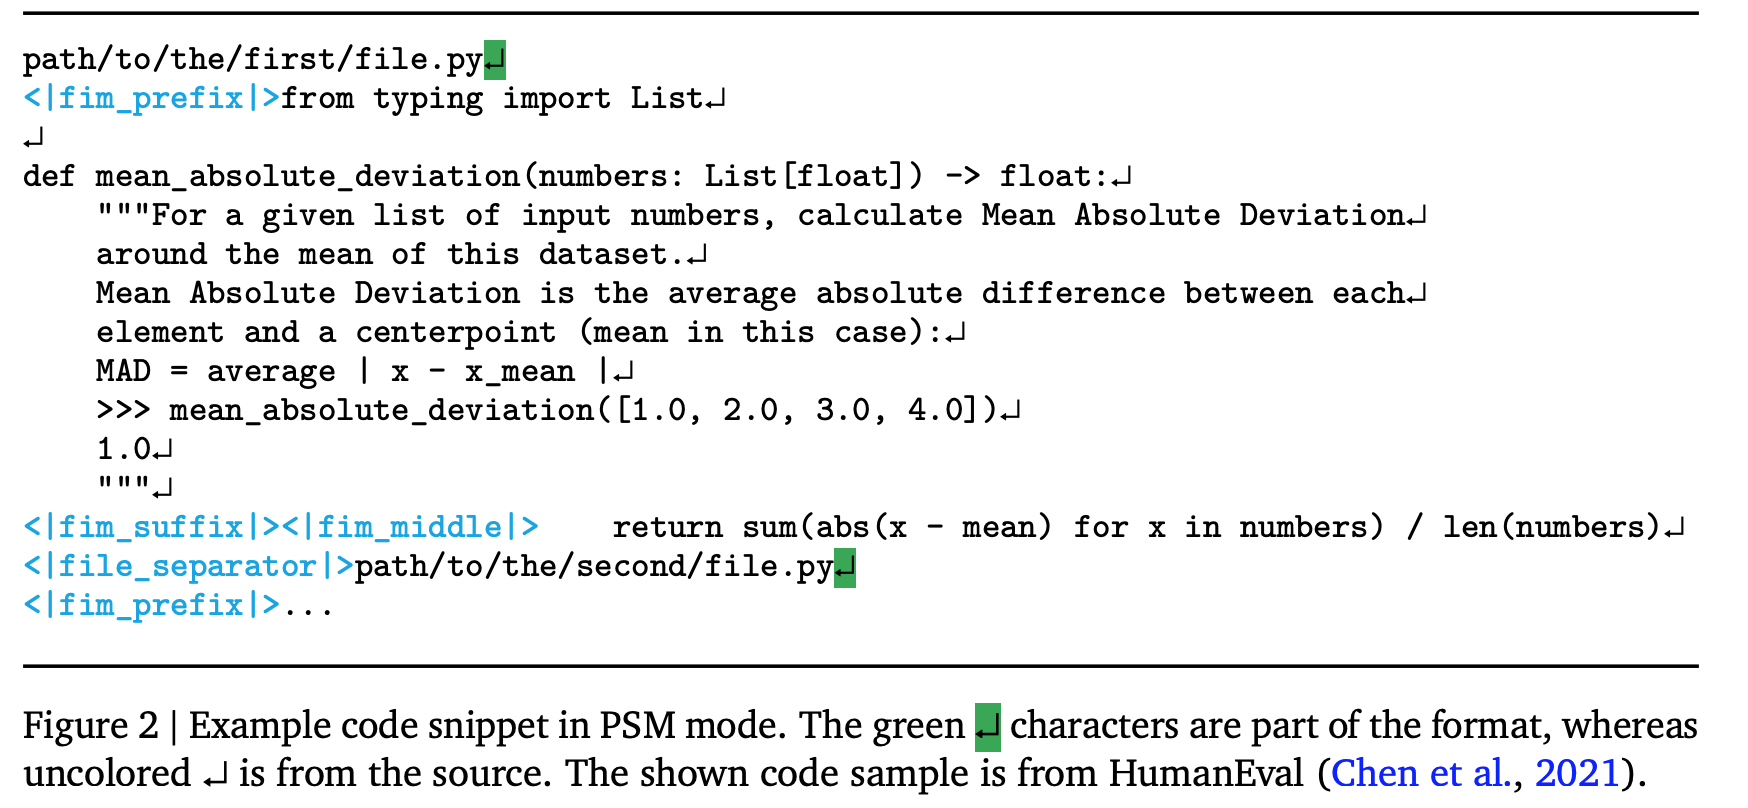 path/to/the/first/file.py↵
<|fim_prefix|>from typing import List↵
↵
def mean_absolute_deviation(numbers: List[float]) -> float:↵
    """For a given list of input numbers, calculate Mean Absolute Deviation↵
    around the mean of this dataset.↵
    Mean Absolute Deviation is the average absolute difference between each↵
    element and a centerpoint (mean in this case):↵
    MAD = average | x - x_mean |↵
    >>> mean_absolute_deviation([1.0, 2.0, 3.0, 4.0])↵
    1.0↵
    """↵
<|fim_suffix|><|fim_middle|>    return sum(abs(x - mean) for x in numbers) / len(numbers)↵
<|file_separator|>path/to/the/second/file.py↵
<|fim_prefix|>...
Figure 2 | Example code snippet in PSM mode. The green ↵ characters are part of the format, whereas
uncolored ↵ is from the source. The shown code sample is from HumanEval (Chen et al., 2021).